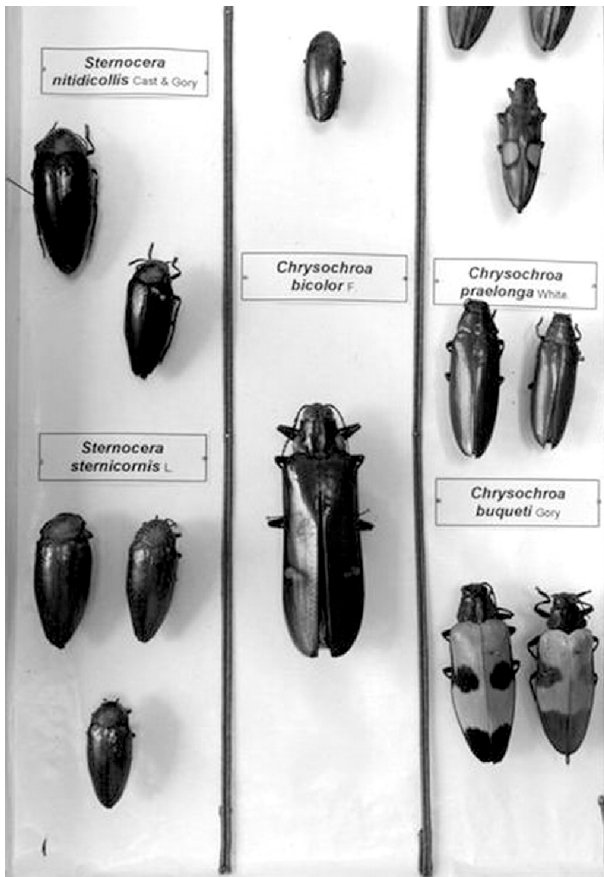 Sternocera
nitidicollis Cast & Gory
Sternocera
sternicornis L.
Chrysochroa
bicolor F.
Chrysochroa
praelonga White.
Chrysochroa
buqueti Gory